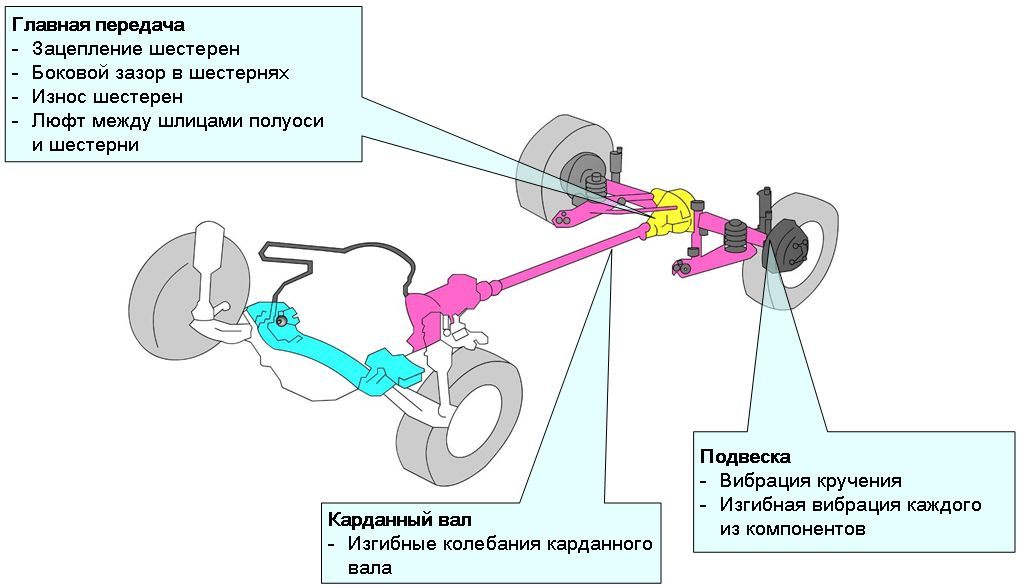 Главная передача
- Зацепление шестерен
- Боковой зазор в шестернях
- Износ шестерен
- Люфт между шлицами полуоси
и шестерни
Карданный вал
- Изгибные колебания карданного
вала
Подвеска
- Вибрация кручения
- Изгибная вибрация каждого
из компонентов